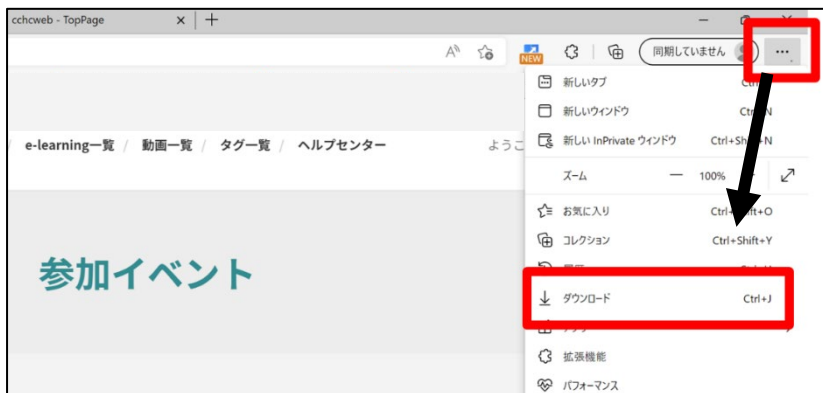 cchcweb - TopPage
NEW 同期していません
e-learning一覧 / 動画一覧 / タグ一覧 / ヘルプセンター ようこ
参加イベント
新しいタブ
新しいウィンドウ
新しい InPrivate ウィンドウ Ctrl+Sh
ズーム 100%
お気に入り Ctrl+Shift+O
コレクション Ctrl+Shift+Y
ダウンロード Ctrl+J
拡張機能
パフォーマンス